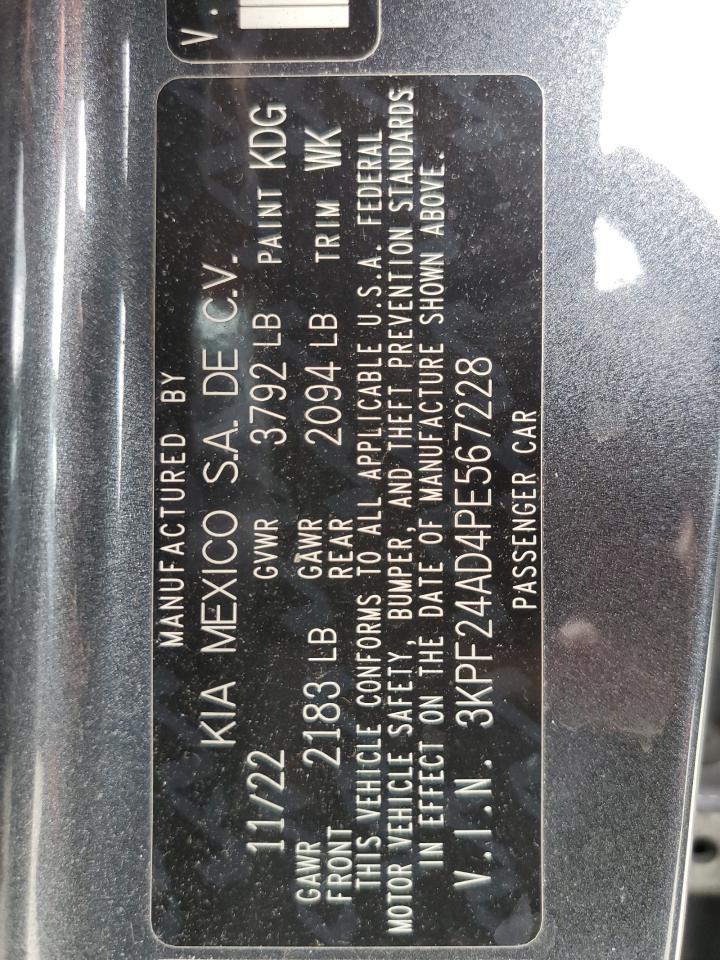 V.
MANUFACTURED BY
KIA MEXICO S.A. DE C.V.
11/22 GVWR 3792 LB PAINT KDG
GAWR FRONT 2183 LB GAWR REAR 2094 LB TRIM WK
THIS VEHICLE CONFORMS TO ALL APPLICABLE U.S.A. FEDERAL
MOTOR VEHICLE SAFETY, BUMPER, AND THEFT PREVENTION STANDARDS
IN EFFECT ON THE DATE OF MANUFACTURE SHOWN ABOVE.
V.I.N. 3KPF24AD4PE567228
PASSENGER CAR